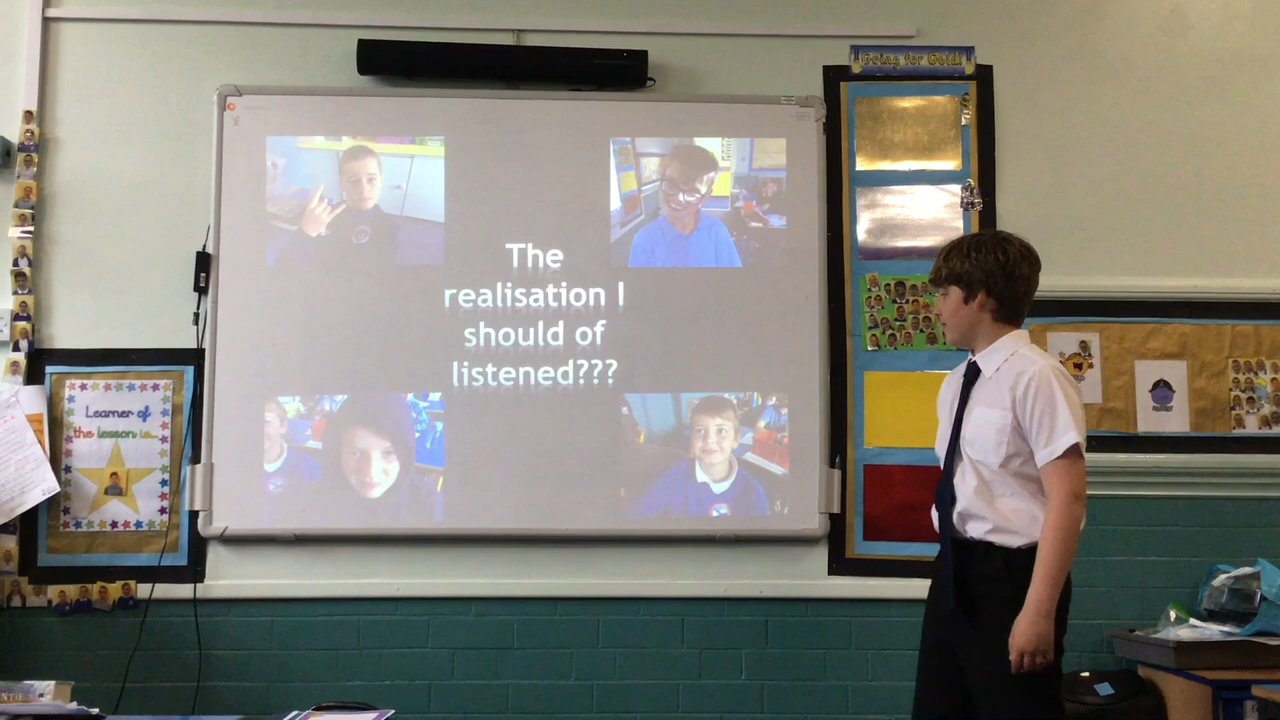 Going for Gold!
The
realisation I
should of
listened???
Learner of
the lesson is...